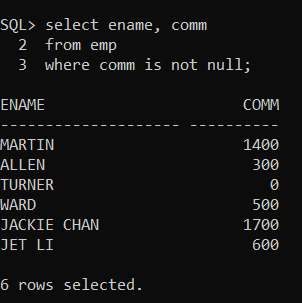 SQL> select ename, comm
  2  from emp
  3  where comm is not null;
ENAME                      COMM
-------------------- ----------
MARTIN                     1400
ALLEN                       300
TURNER                        0
WARD                        500
JACKIE CHAN                1700
JET LI                      600
6 rows selected.